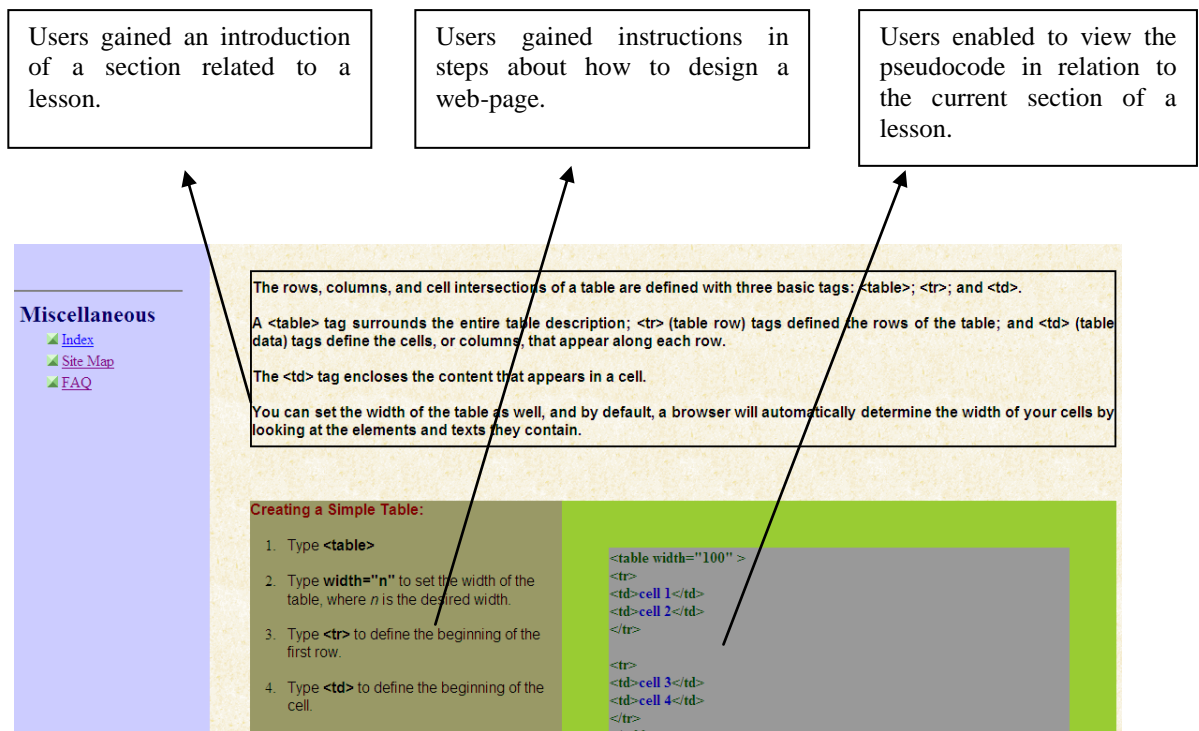 Users gained an introduction
of a section related to a
lesson.
Users gained instructions in
steps about how to design a
web-page.
Users enabled to view the
pseudocode in relation to
the current section of a
lesson.
Miscellaneous
Index
Site Map
FAQ
The rows, columns, and cell intersections of a table are defined with three basic tags: <table>; <tr>; and <td>.
A <table> tag surrounds the entire table description; <tr> (table row) tags defined the rows of the table; and <td> (table
data) tags define the cells, or columns, that appear along each row.
The <td> tag encloses the content that appears in a cell.
You can set the width of the table as well, and by default, a browser will automatically determine the width of your cells by
looking at the elements and texts they contain.
Creating a Simple Table:
1. Type <table>
2. Type width="n" to set the width of the
table, where n is the desired width.
3. Type <tr> to define the beginning of the
first row.
4. Type <td> to define the beginning of the
cell.
<table width="100" >
<tr>
<td>cell 1</td>
<td>cell 2</td>
</tr>
<tr>
<td>cell 3</td>
<td>cell 4</td>
</tr>